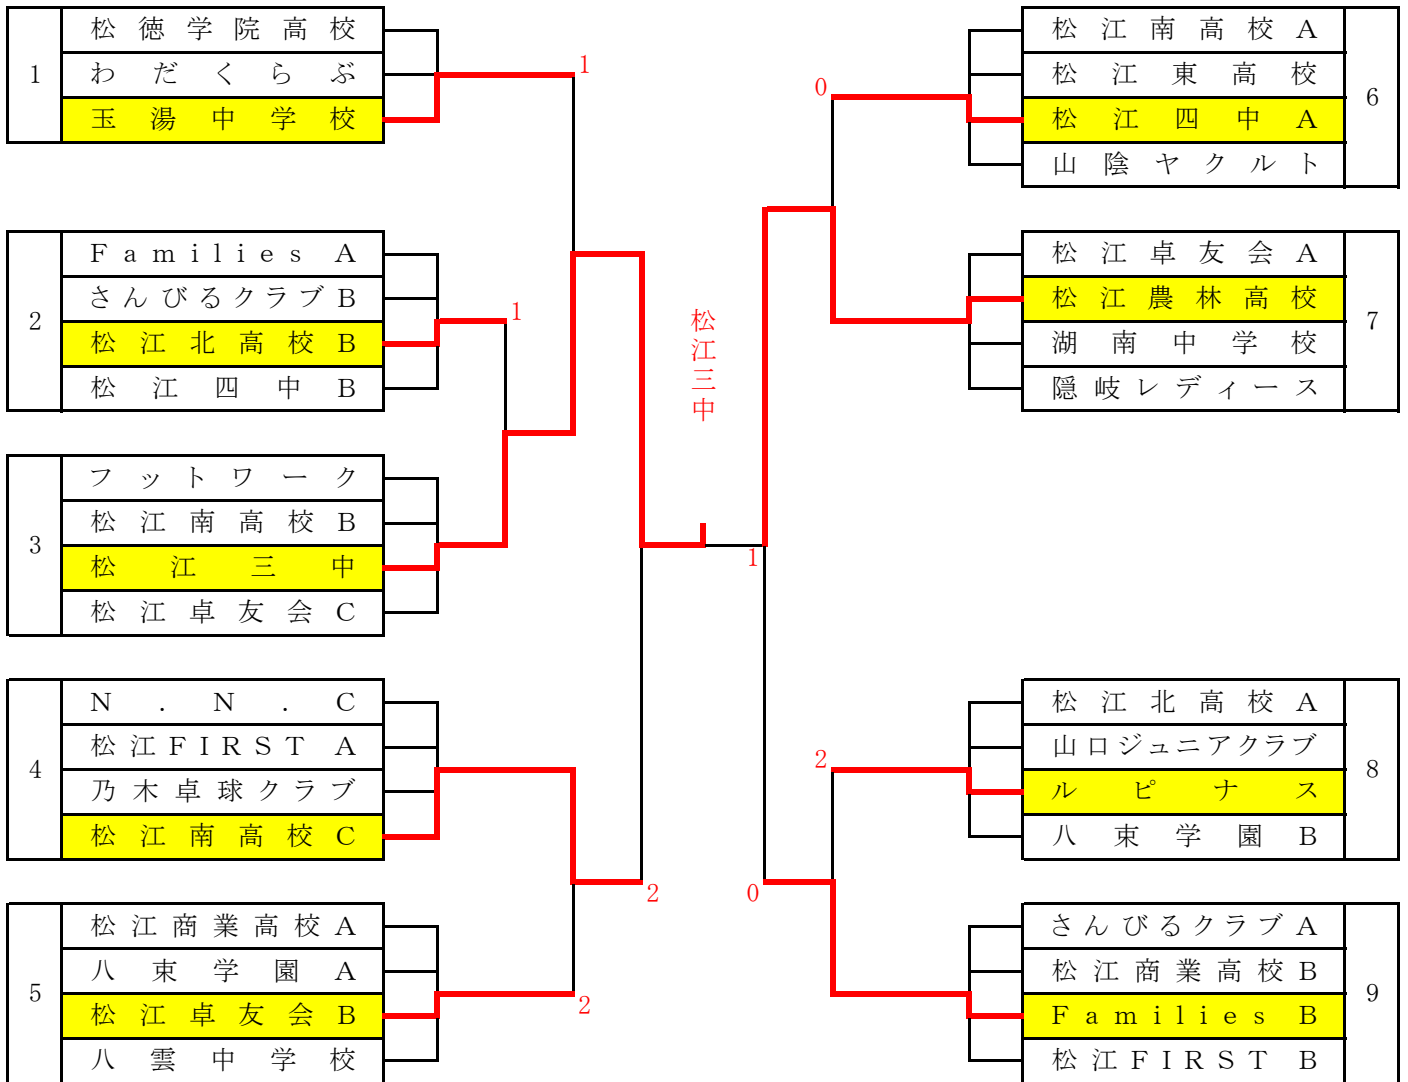 1
松徳学院高校
わだくらぶ
玉湯中学校
2
Families A
さんびるクラブB
松江北高校B
松江四中B
3
フットワーク
松江南高校B
松江三中
松江卓友会C
4
N.N.C
松江FIRST A
乃木卓球クラブ
松江南高校C
5
松江商業高校A
八束学園A
松江卓友会B
八雲中学校
1
1
2
2
松江三中
1
0
0
2
松江南高校A
松江東高校
松江四中A
山陰ヤクルト
6
松江卓友会A
松江農林高校
湖南中学校
隠岐レディース
7
松江北高校A
山口ジュニアクラブ
ルピナス
八束学園B
8
さんびるクラブA
松江商業高校B
Families B
松江FIRST B
9